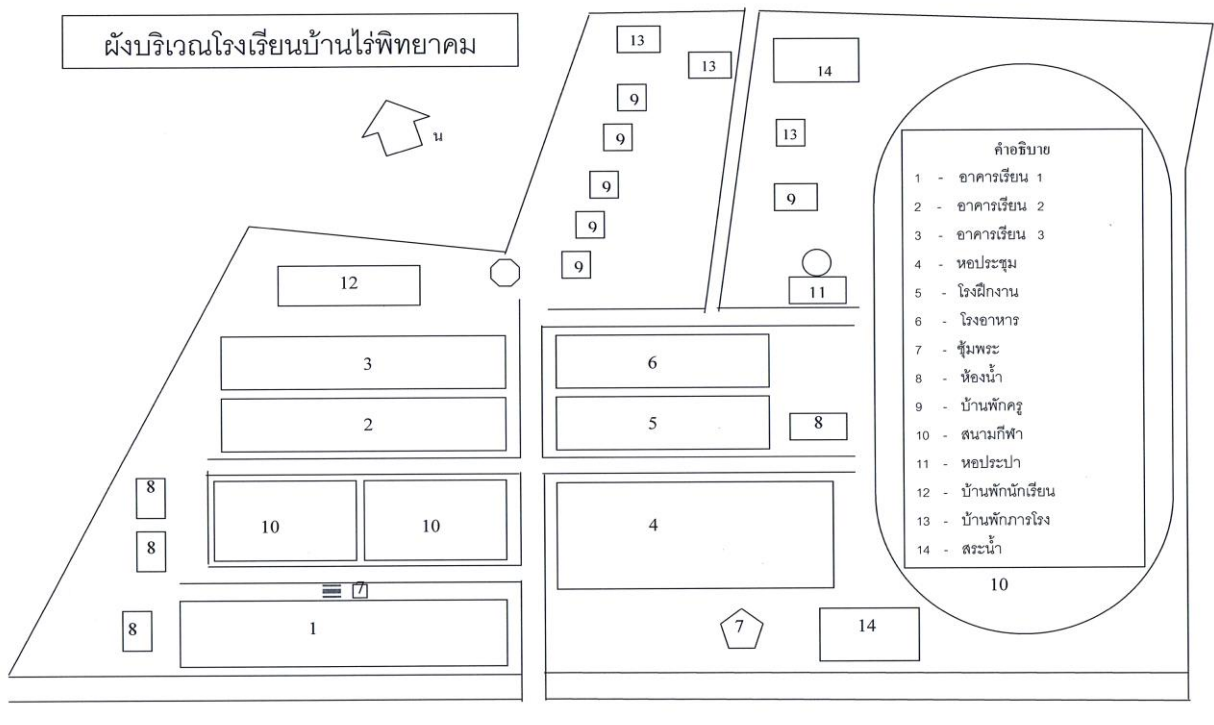 ผังบริเวณโรงเรียนบ้านไร่พิทยาคม
น
13
13
14
9
9
13
9
9
9
9
9
12
11
3
6
2
5
8
8
10
10
4
8
7
8
1
7
14
คำอธิบาย
1 - อาคารเรียน 1
2 - อาคารเรียน 2
3 - อาคารเรียน 3
4 - หอประชุม
5 - โรงฝึกงาน
6 - โรงอาหาร
7 - ซุ้มพระ
8 - ห้องน้ำ
9 - บ้านพักครู
10 - สนามกีฬา
11 - หอประปา
12 - บ้านพักนักเรียน
13 - บ้านพักภารโรง
14 - สระน้ำ
10